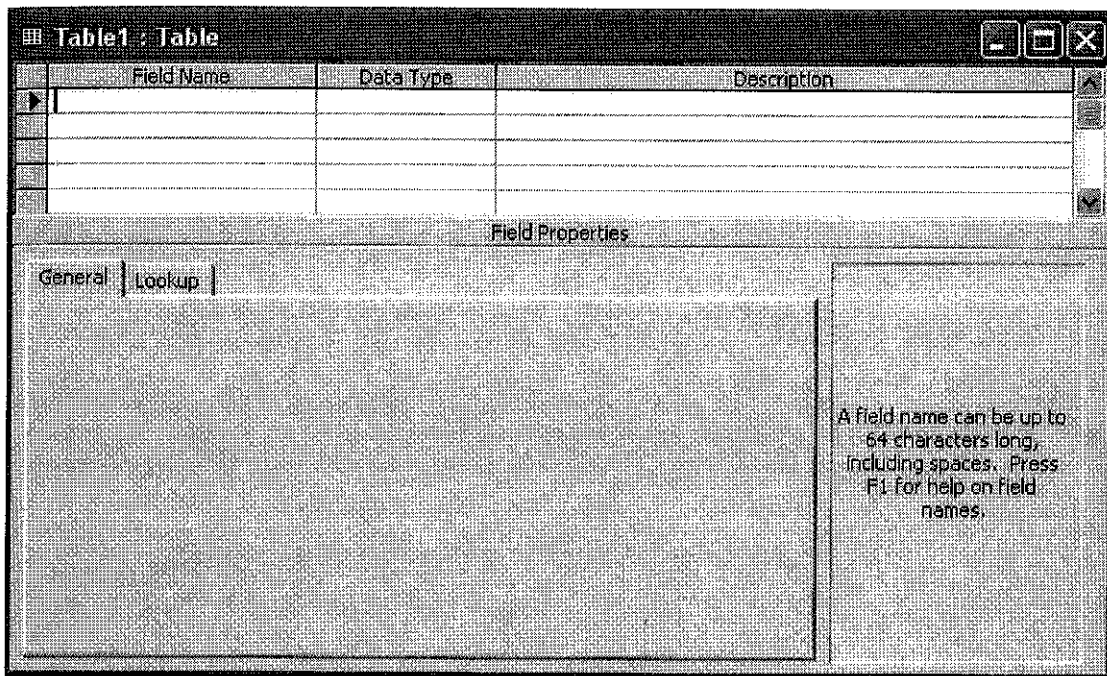 Table1 : Table
Field Name Data Type Description
Field Properties
General Lookup
A field name can be up to
64 characters long,
including spaces. Press
F1 for help on field
names.